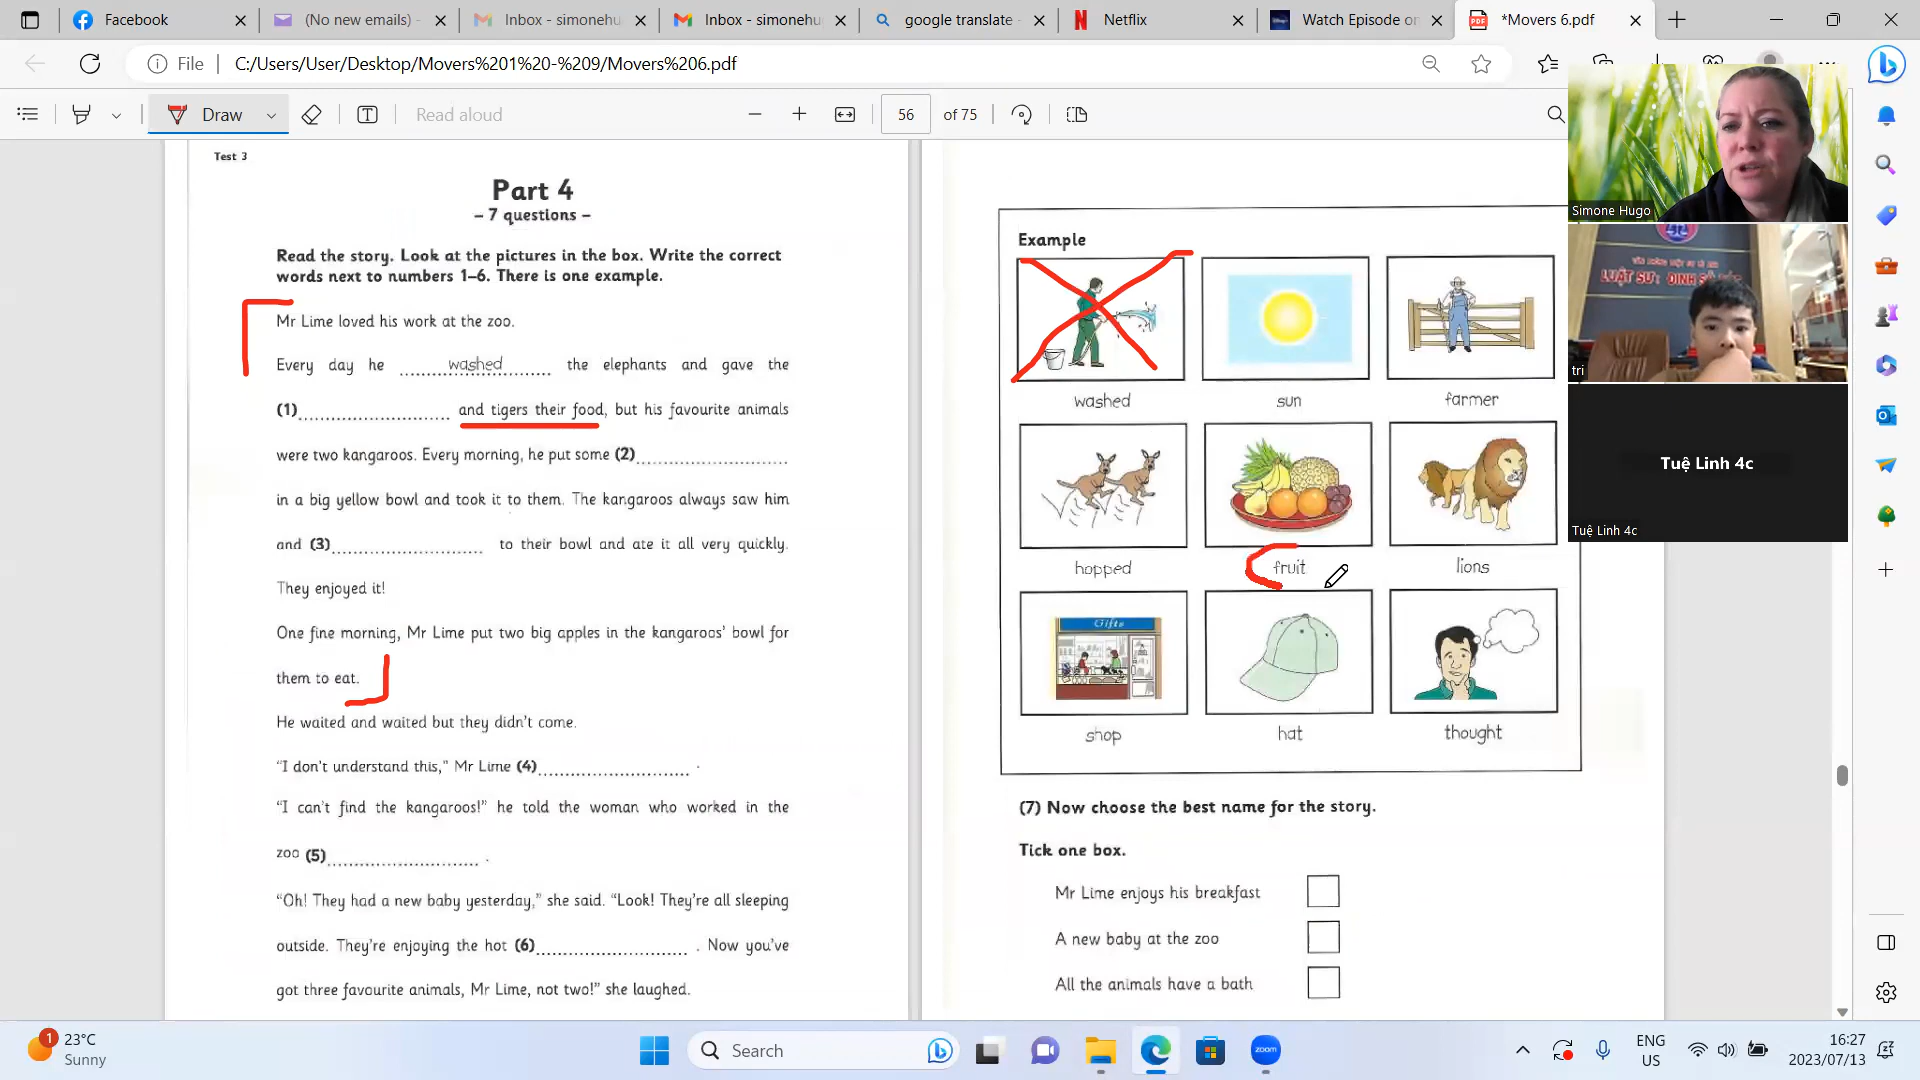 Facebook
(No new emails) -
Inbox - simonehu
Inbox - simonehu
google translate -
Netflix
Watch Episode on
*Movers 6.pdf
File
C:/Users/User/Desktop/Movers%201%20-%209/Movers%206.pdf
Draw
Read aloud
56 of 75
Test 3
Part 4
– 7 questions –
Read the story. Look at the pictures in the box. Write the correct
words next to numbers 1–6. There is one example.
Mr Lime loved his work at the zoo.
Every day he washed the elephants and gave the
(1) and tigers their food, but his favourite animals
were two kangaroos. Every morning, he put some (2)
in a big yellow bowl and took it to them. The kangaroos always saw him
and (3) to their bowl and ate it all very quickly.
They enjoyed it!
One fine morning, Mr Lime put two big apples in the kangaroos' bowl for
them to eat.
He waited and waited but they didn't come.
"I don't understand this," Mr Lime (4) .
"I can't find the kangaroos!" he told the woman who worked in the
zoo (5) .
"Oh! They had a new baby yesterday," she said. "Look! They're all sleeping
outside. They're enjoying the hot (6) . Now you've
got three favourite animals, Mr Lime, not two!" she laughed.
Example
washed
sun
farmer
hopped
fruit
lions
Gifts
shop
hat
thought
(7) Now choose the best name for the story.
Tick one box.
Mr Lime enjoys his breakfast
A new baby at the zoo
All the animals have a bath
Simone Hugo
LUẬT SƯ: ĐINH
tri
Tuệ Linh 4c
Tuệ Linh 4c
1
23°C
Sunny
Search
zoom
ENG
US
16:27
2023/07/13